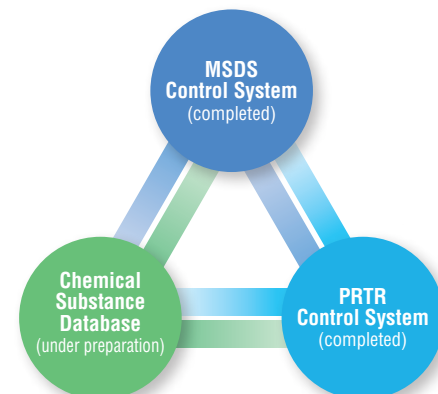 MSDS
Control System
(completed)
Chemical
Substance
Database
(under preparation)
PRTR
Control System
(completed)